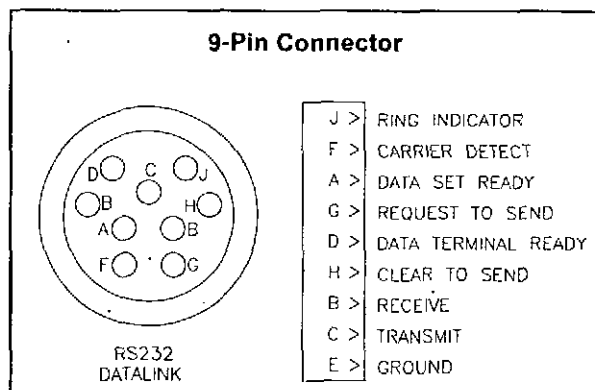 9-Pin Connector
D
C
J
B
H
A
B
F
G
RS232
DATALINK
J > RING INDICATOR
F > CARRIER DETECT
A > DATA SET READY
G > REQUEST TO SEND
D > DATA TERMINAL READY
H > CLEAR TO SEND
B > RECEIVE
C > TRANSMIT
E > GROUND